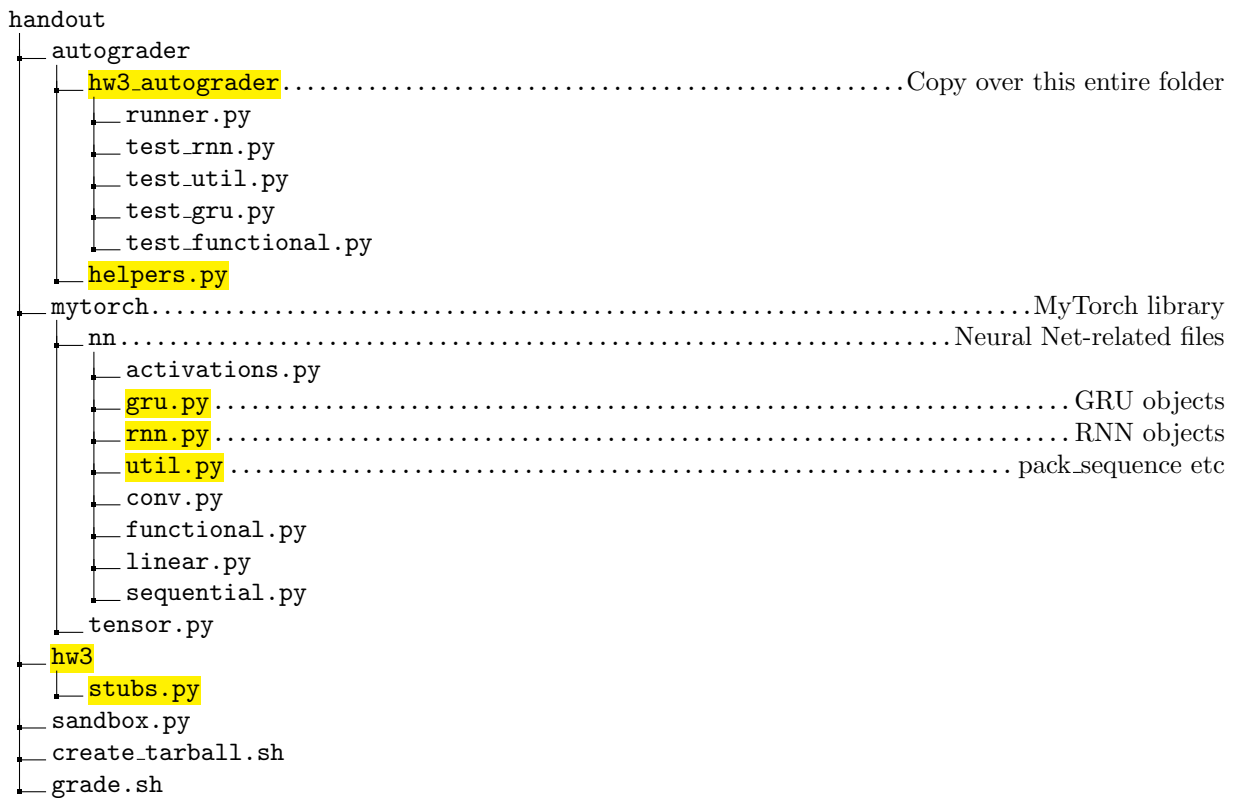 handout
autograder
hw3_autograder..................................................Copy over this entire folder
runner.py
test_rnn.py
test_util.py
test_gru.py
test_functional.py
helpers.py
mytorch.......................................................................MyTorch library
nn...................................................................Neural Net-related files
activations.py
gru.py.....................................................................GRU objects
rnn.py.....................................................................RNN objects
util.py...............................................................pack_sequence etc
conv.py
functional.py
linear.py
sequential.py
tensor.py
hw3
stubs.py
sandbox.py
create_tarball.sh
grade.sh